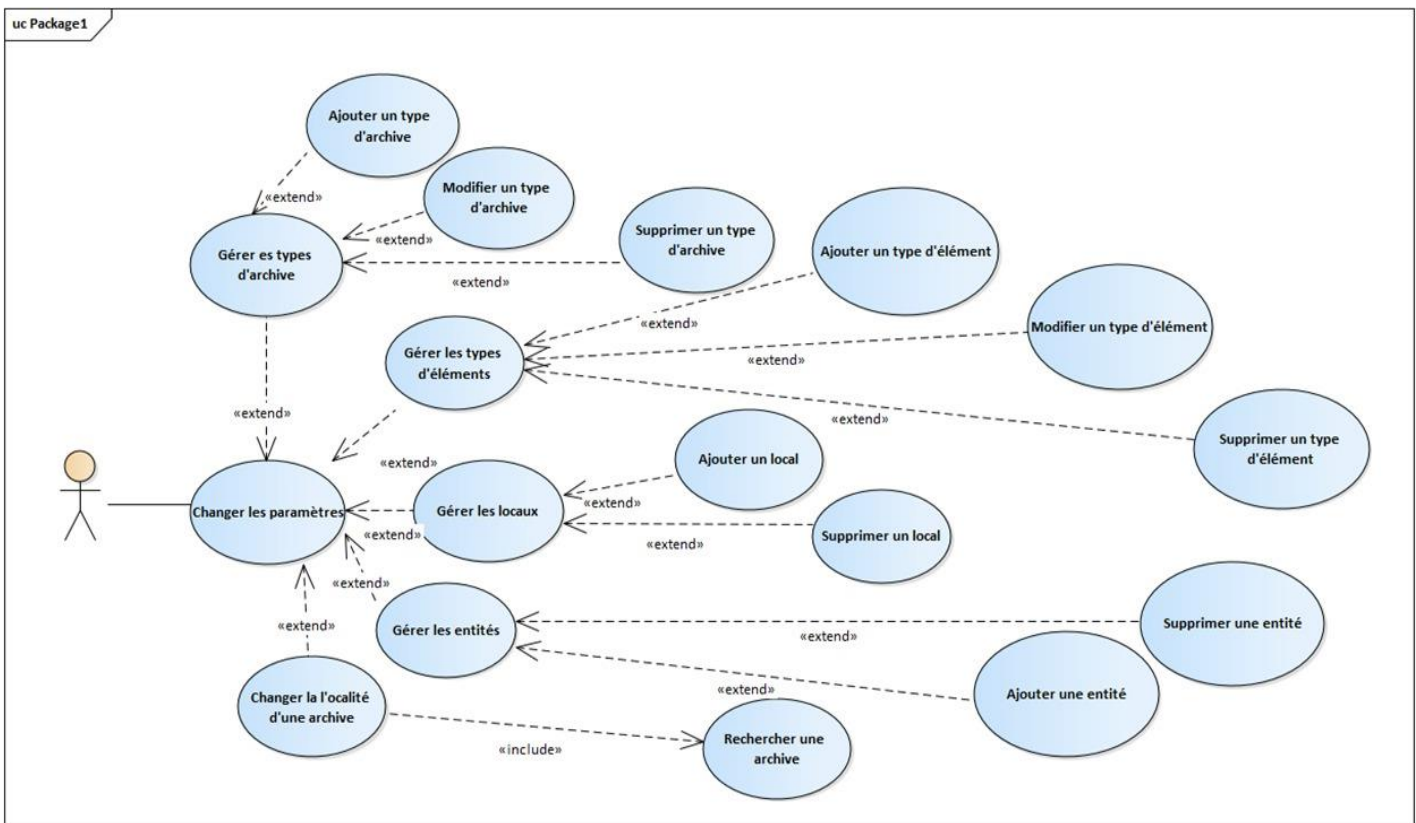 uc Package1
Ajouter un type
d'archive
«extend»
Modifier un type
d'archive
«extend»
Gérer es types
d'archive
Supprimer un type
d'archive
«extend»
Ajouter un type d'élément
«extend»
Modifier un type d'élément
«extend»
Gérer les types
d'éléments
«extend»
Supprimer un type
d'élément
«extend»
«extend»
Ajouter un local
«extend»
Changer les paramètres
Gérer les locaux
«extend»
Supprimer un local
«extend»
«extend»
Gérer les entités
«extend»
Supprimer une entité
«extend»
Changer la l'ocalité
d'une archive
«extend»
Ajouter une entité
«include»
Rechercher une
archive